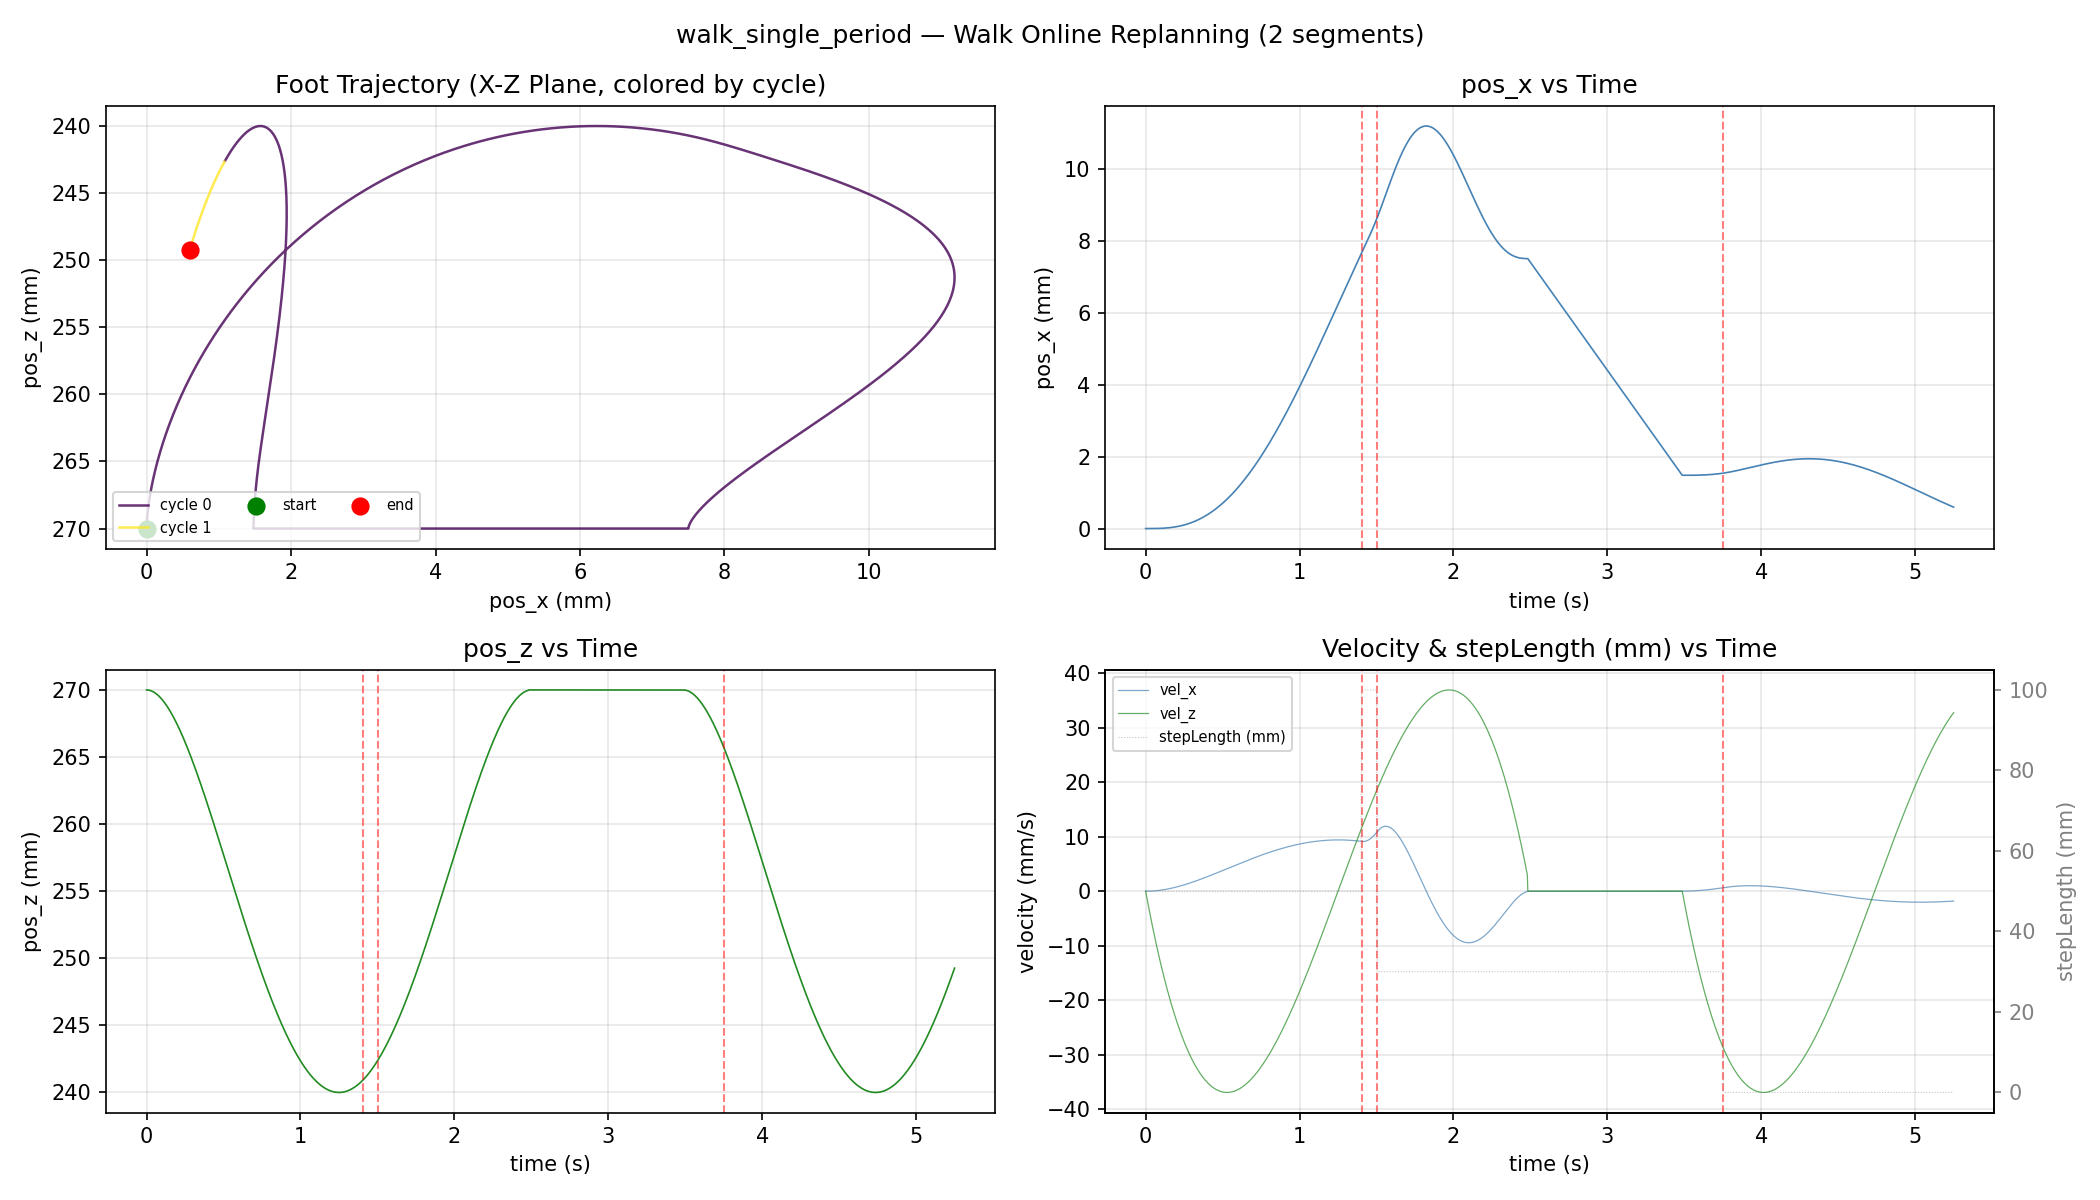 walk_single_period — Walk Online Replanning (2 segments)
Foot Trajectory (X-Z Plane, colored by cycle)
240
245
250
255
260
265
270
pos_z (mm)
cycle 0
cycle 1
start
end
0 2 4 6 8 10
pos_x (mm)
pos_x vs Time
10
8
6
4
2
0
pos_x (mm)
0 1 2 3 4 5
time (s)
pos_z vs Time
270
265
260
255
250
245
240
pos_z (mm)
0 1 2 3 4 5
time (s)
Velocity & stepLength (mm) vs Time
40
30
20
10
0
−10
−20
−30
−40
velocity (mm/s)
vel_x
vel_z
stepLength (mm)
100
80
60
40
20
0
stepLength (mm)
0 1 2 3 4 5
time (s)